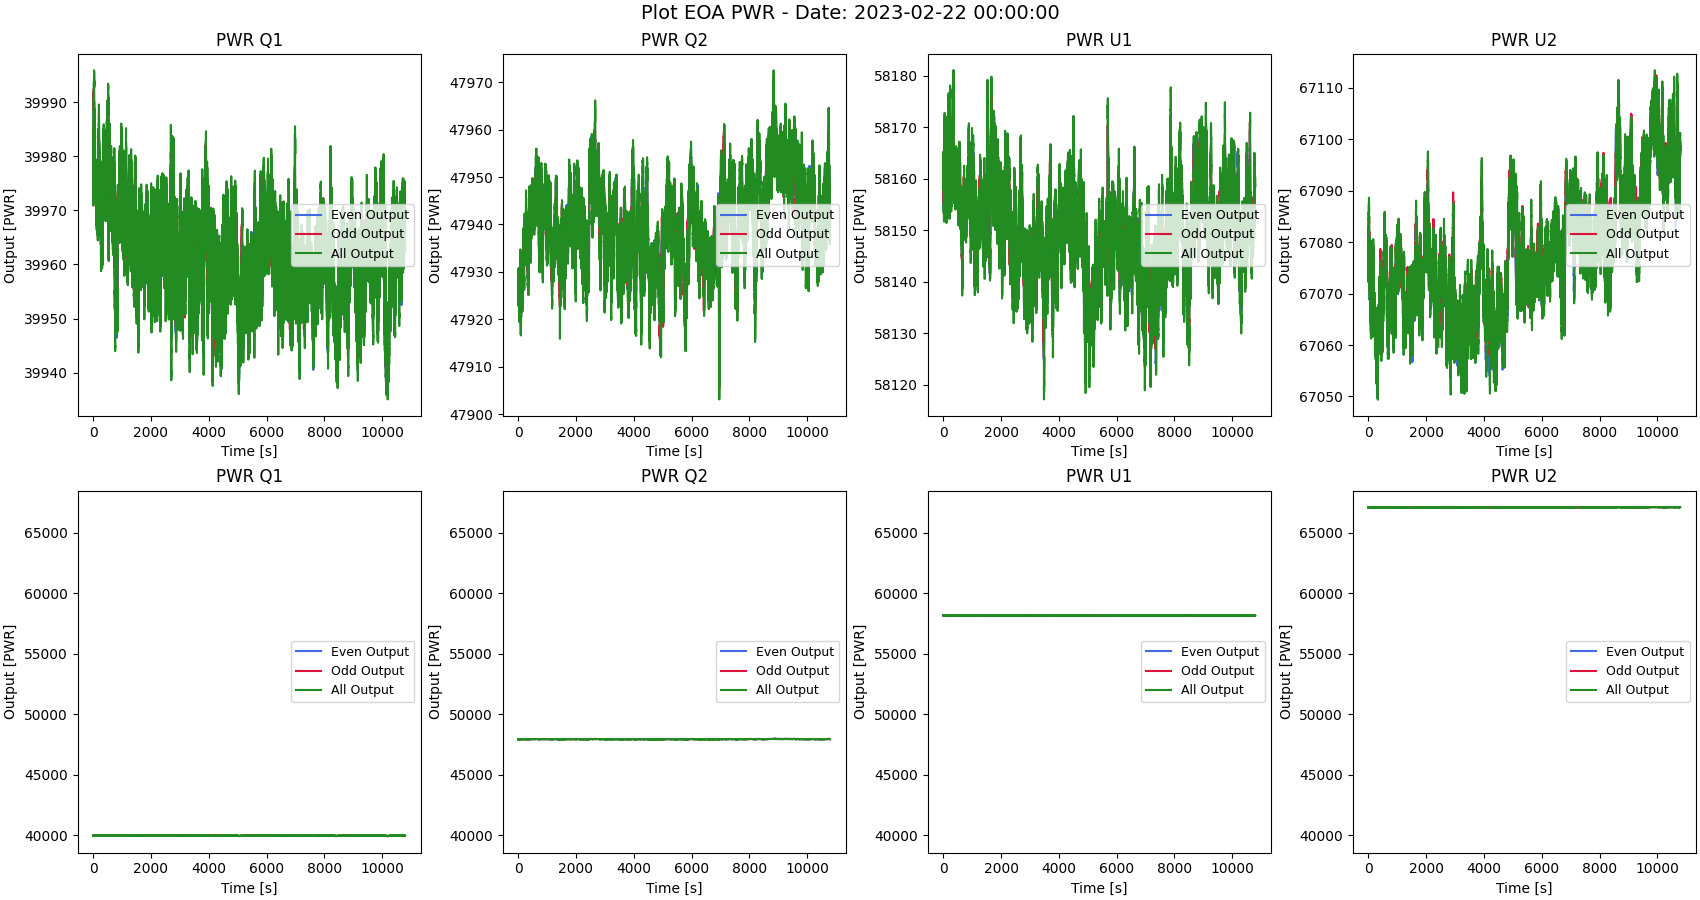 Plot EOA PWR - Date: 2023-02-22 00:00:00
PWR Q1
Output [PWR]
39990
39980
39970
39960
39950
39940
0 2000 4000 6000 8000 10000
Time [s]
Even Output
Odd Output
All Output
PWR Q2
Output [PWR]
47970
47960
47950
47940
47930
47920
47910
47900
0 2000 4000 6000 8000 10000
Time [s]
Even Output
Odd Output
All Output
PWR U1
Output [PWR]
58180
58170
58160
58150
58140
58130
58120
0 2000 4000 6000 8000 10000
Time [s]
Even Output
Odd Output
All Output
PWR U2
Output [PWR]
67110
67100
67090
67080
67070
67060
67050
0 2000 4000 6000 8000 10000
Time [s]
Even Output
Odd Output
All Output
PWR Q1
Output [PWR]
65000
60000
55000
50000
45000
40000
0 2000 4000 6000 8000 10000
Time [s]
Even Output
Odd Output
All Output
PWR Q2
Output [PWR]
65000
60000
55000
50000
45000
40000
0 2000 4000 6000 8000 10000
Time [s]
Even Output
Odd Output
All Output
PWR U1
Output [PWR]
65000
60000
55000
50000
45000
40000
0 2000 4000 6000 8000 10000
Time [s]
Even Output
Odd Output
All Output
PWR U2
Output [PWR]
65000
60000
55000
50000
45000
40000
0 2000 4000 6000 8000 10000
Time [s]
Even Output
Odd Output
All Output